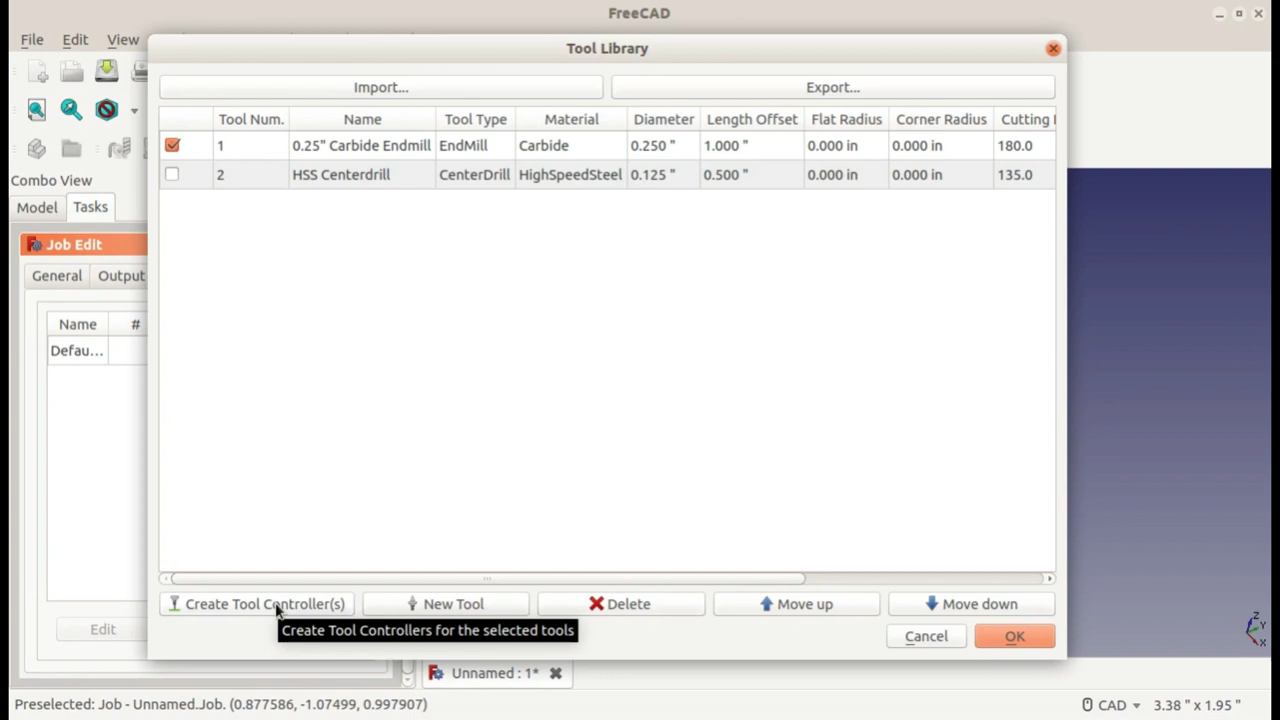 FreeCAD
File Edit View
Tool Library
Import... Export...
Tool Num. Name Tool Type Material Diameter Length Offset Flat Radius Corner Radius Cutting
1 0.25" Carbide Endmill EndMill Carbide 0.250 " 1.000 " 0.000 in 0.000 in 180.0
2 HSS Centerdrill CenterDrill HighSpeedSteel 0.125 " 0.500 " 0.000 in 0.000 in 135.0
Combo View
Model Tasks
Job Edit
General Output
Name #
Defau...
Create Tool Controller(s) New Tool Delete Move up Move down
Edit
Create Tool Controllers for the selected tools
Cancel OK
Unnamed : 1*
Z
Y
X
Preselected: Job - Unnamed.Job. (0.877586, -1.07499, 0.997907)
CAD 3.38 " x 1.95 "